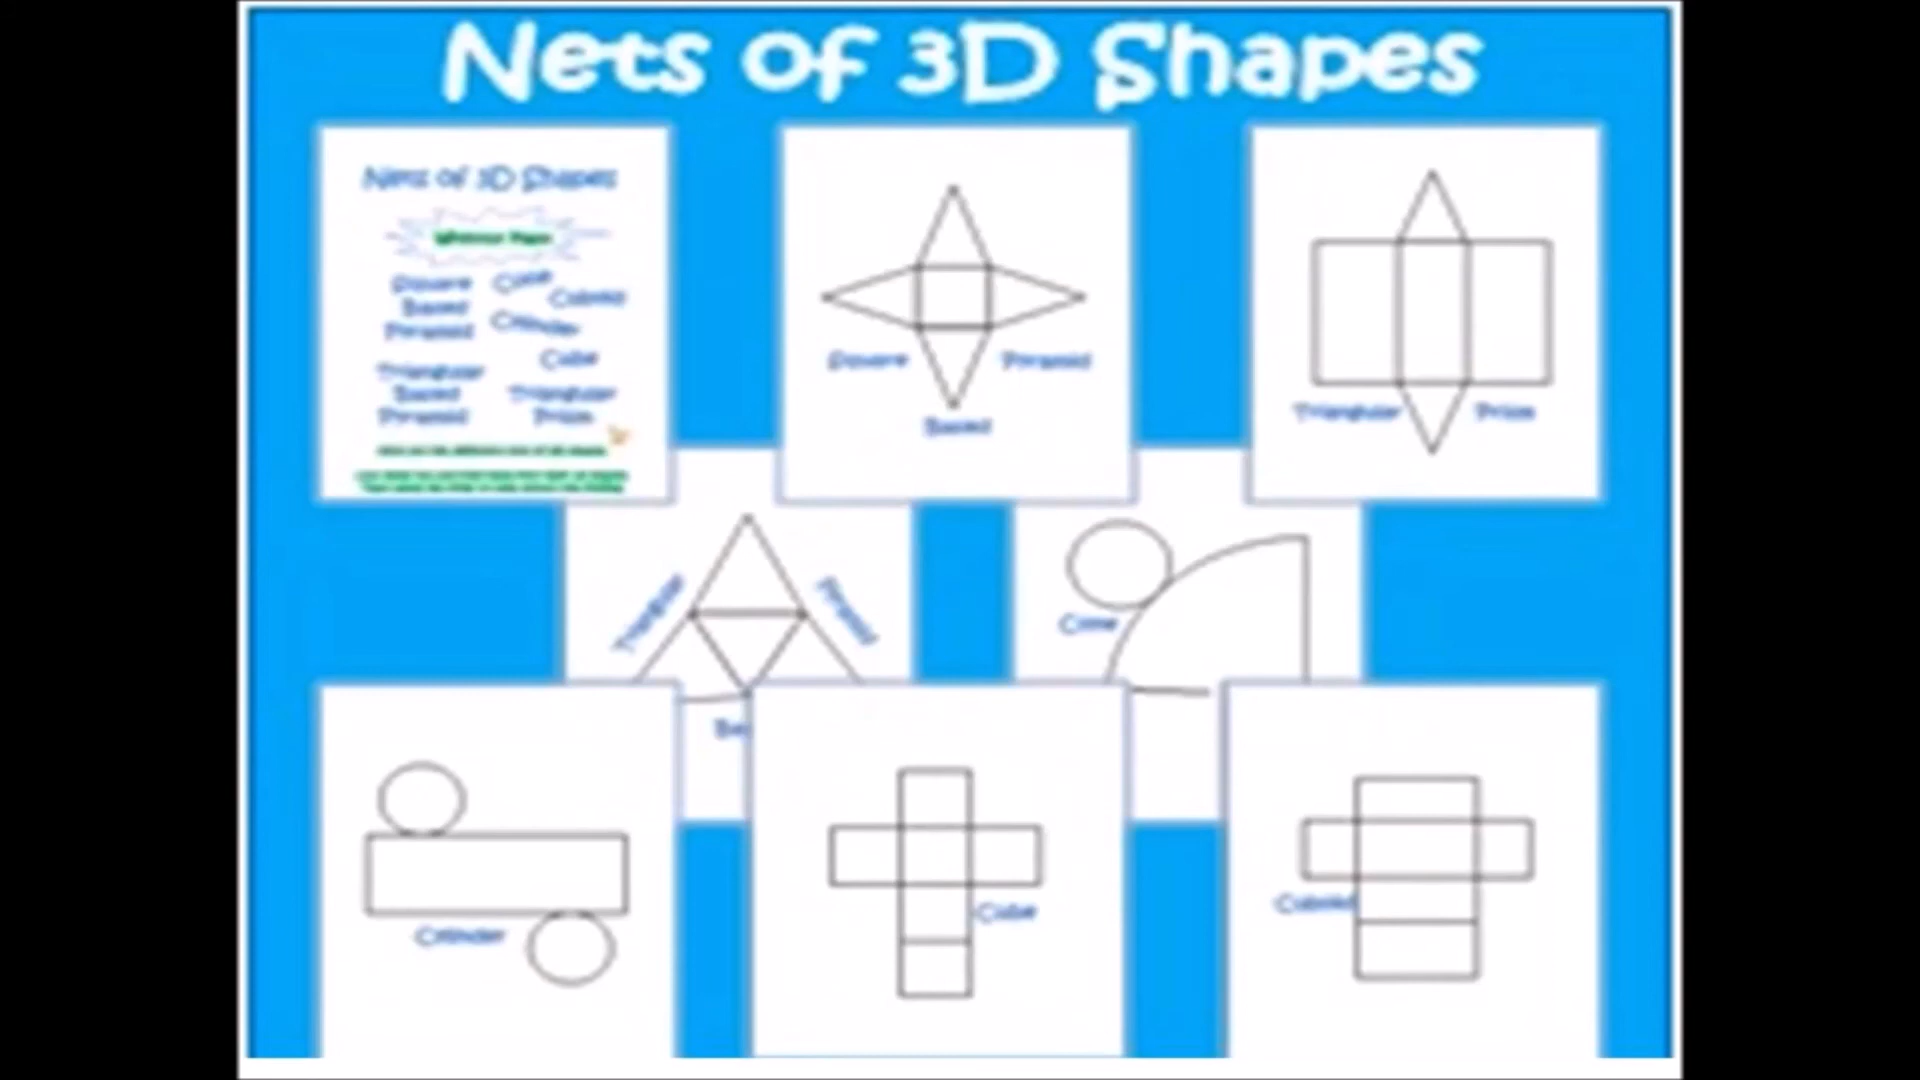 Nets of 3D Shapes
Nets of 3D Shapes
Square
Based
Pyramid
Cone
Cuboid
Cylinder
Cube
Triangular
Based
Pyramid
Triangular
Prism
Square
Pyramid
Based
Triangular
Prism
Triangular
Pyramid
Cone
Cylinder
Cube
Cuboid